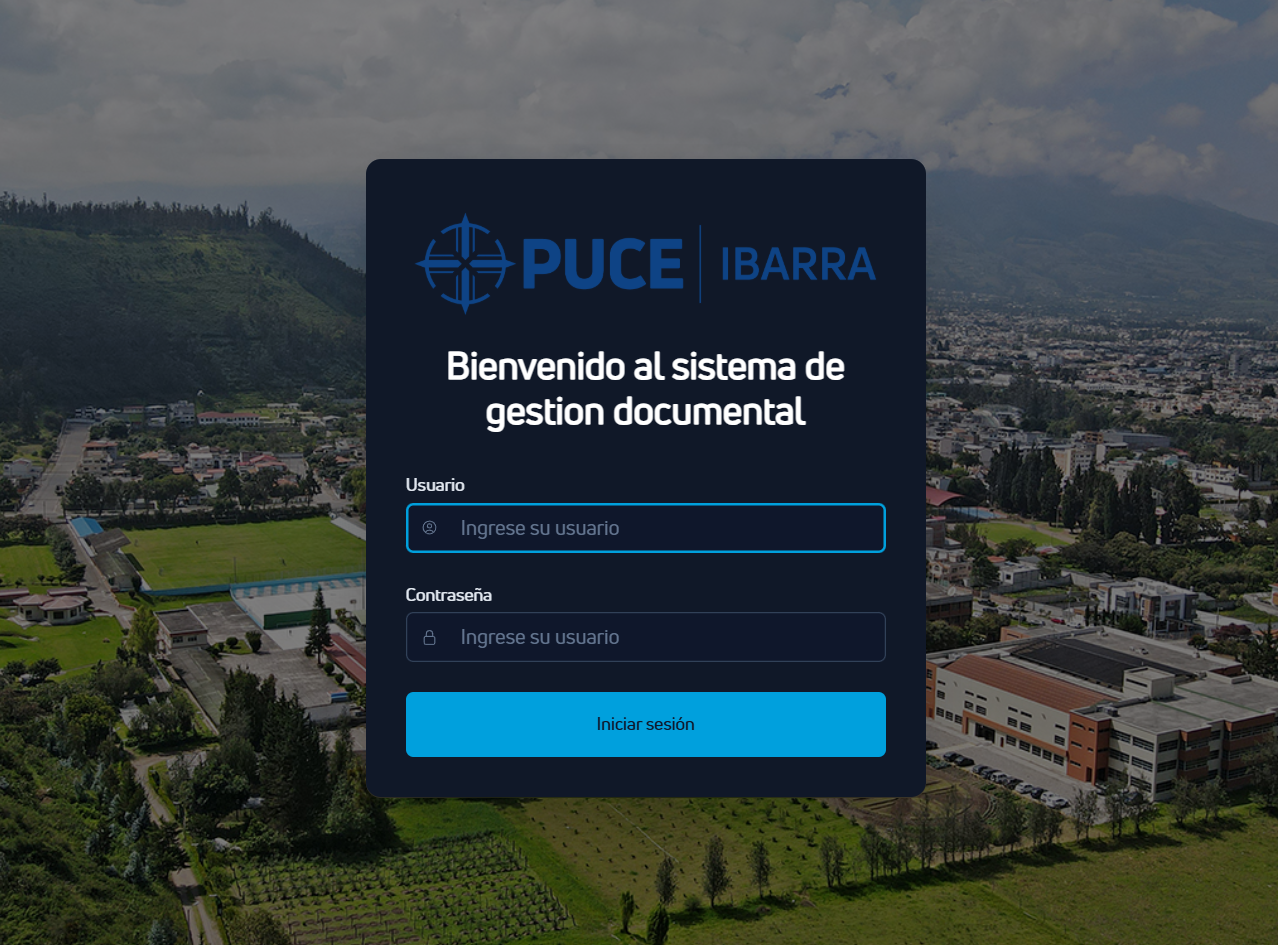 PUCE IBARRA
Bienvenido al sistema de
gestion documental
Usuario
Ingrese su usuario
Contraseña
Ingrese su usuario
Iniciar sesión